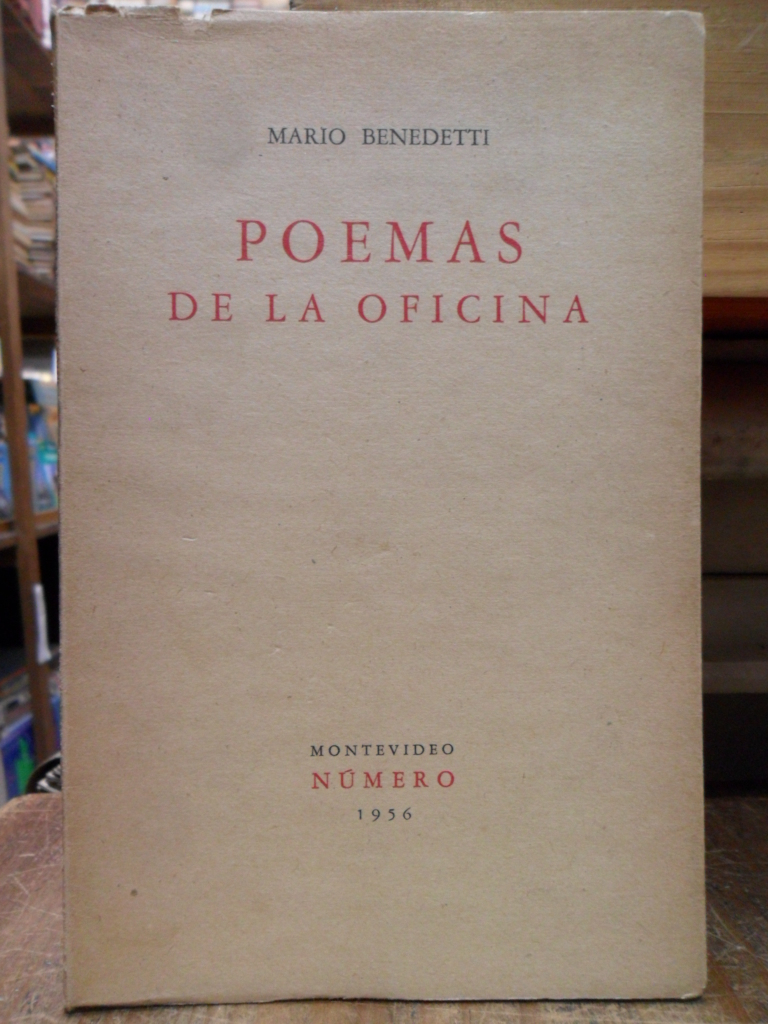 MARIO BENEDETTI
POEMAS
DE LA OFICINA
MONTEVIDEO
NÚMERO
1956